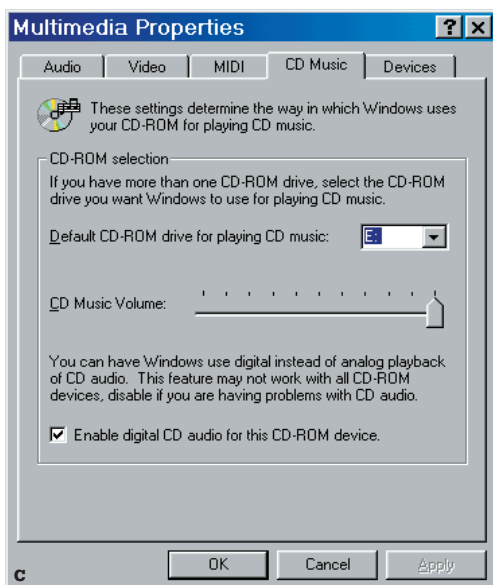 Multimedia Properties
Audio Video MIDI CD Music Devices
These settings determine the way in which Windows uses
your CD-ROM for playing CD music.
CD-ROM selection
If you have more than one CD-ROM drive, select the CD-ROM
drive you want Windows to use for playing CD music.
Default CD-ROM drive for playing CD music: E:
CD Music Volume:
You can have Windows use digital instead of analog playback
of CD audio. This feature may not work with all CD-ROM
devices, disable if you are having problems with CD audio.
Enable digital CD audio for this CD-ROM device.
OK Cancel Apply
c